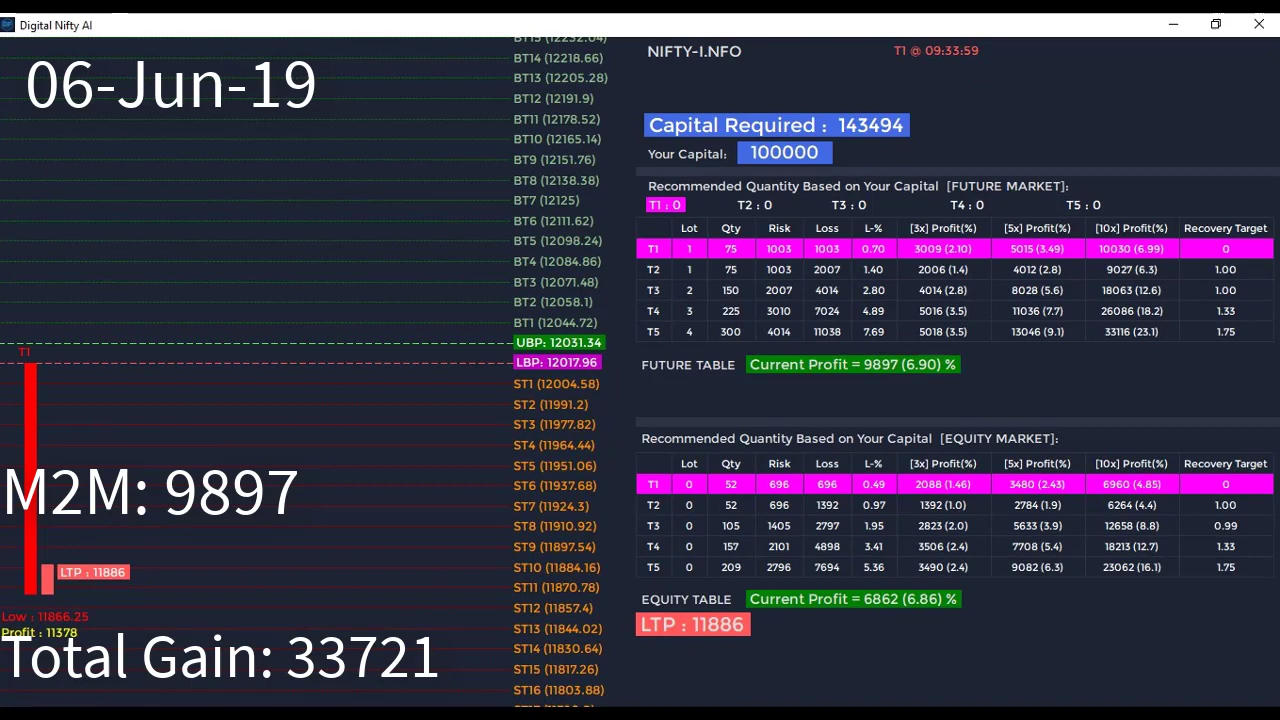 Digital Nifty AI
06-Jun-19
BT14 (12218.66)
BT13 (12205.28)
BT12 (12191.9)
BT11 (12178.52)
BT10 (12165.14)
BT9 (12151.76)
BT8 (12138.38)
BT7 (12125)
BT6 (12111.62)
BT5 (12098.24)
BT4 (12084.86)
BT3 (12071.48)
BT2 (12058.1)
BT1 (12044.72)
UBP: 12031.34
T1
LBP: 12017.96
ST1 (12004.58)
ST2 (11991.2)
ST3 (11977.82)
ST4 (11964.44)
ST5 (11951.06)
ST6 (11937.68)
ST7 (11924.3)
ST8 (11910.92)
ST9 (11897.54)
ST10 (11884.16)
ST11 (11870.78)
ST12 (11857.4)
ST13 (11844.02)
ST14 (11830.64)
ST15 (11817.26)
ST16 (11803.88)
M2M: 9897
LTP : 11886
Low : 11866.25
Profit : 11378
Total Gain: 33721
NIFTY-I.NFO T1 @ 09:33:59
Capital Required : 143494
Your Capital: 100000
Recommended Quantity Based on Your Capital [FUTURE MARKET]:
T1 : 0 T2 : 0 T3 : 0 T4 : 0 T5 : 0
Lot Qty Risk Loss L-% [3x] Profit(%) [5x] Profit(%) [10x] Profit(%) Recovery Target
T1 1 75 1003 1003 0.70 3009 (2.10) 5015 (3.49) 10030 (6.99) 0
T2 1 75 1003 2007 1.40 2006 (1.4) 4012 (2.8) 9027 (6.3) 1.00
T3 2 150 2007 4014 2.80 4014 (2.8) 8028 (5.6) 18063 (12.6) 1.00
T4 3 225 3010 7024 4.89 5016 (3.5) 11036 (7.7) 26086 (18.2) 1.33
T5 4 300 4014 11038 7.69 5018 (3.5) 13046 (9.1) 33116 (23.1) 1.75
FUTURE TABLE Current Profit = 9897 (6.90) %
Recommended Quantity Based on Your Capital [EQUITY MARKET]:
Lot Qty Risk Loss L-% [3x] Profit(%) [5x] Profit(%) [10x] Profit(%) Recovery Target
T1 0 52 696 696 0.49 2088 (1.46) 3480 (2.43) 6960 (4.85) 0
T2 0 52 696 1392 0.97 1392 (1.0) 2784 (1.9) 6264 (4.4) 1.00
T3 0 105 1405 2797 1.95 2823 (2.0) 5633 (3.9) 12658 (8.8) 0.99
T4 0 157 2101 4898 3.41 3506 (2.4) 7708 (5.4) 18213 (12.7) 1.33
T5 0 209 2796 7694 5.36 3490 (2.4) 9082 (6.3) 23062 (16.1) 1.75
EQUITY TABLE Current Profit = 6862 (6.86) %
LTP : 11886